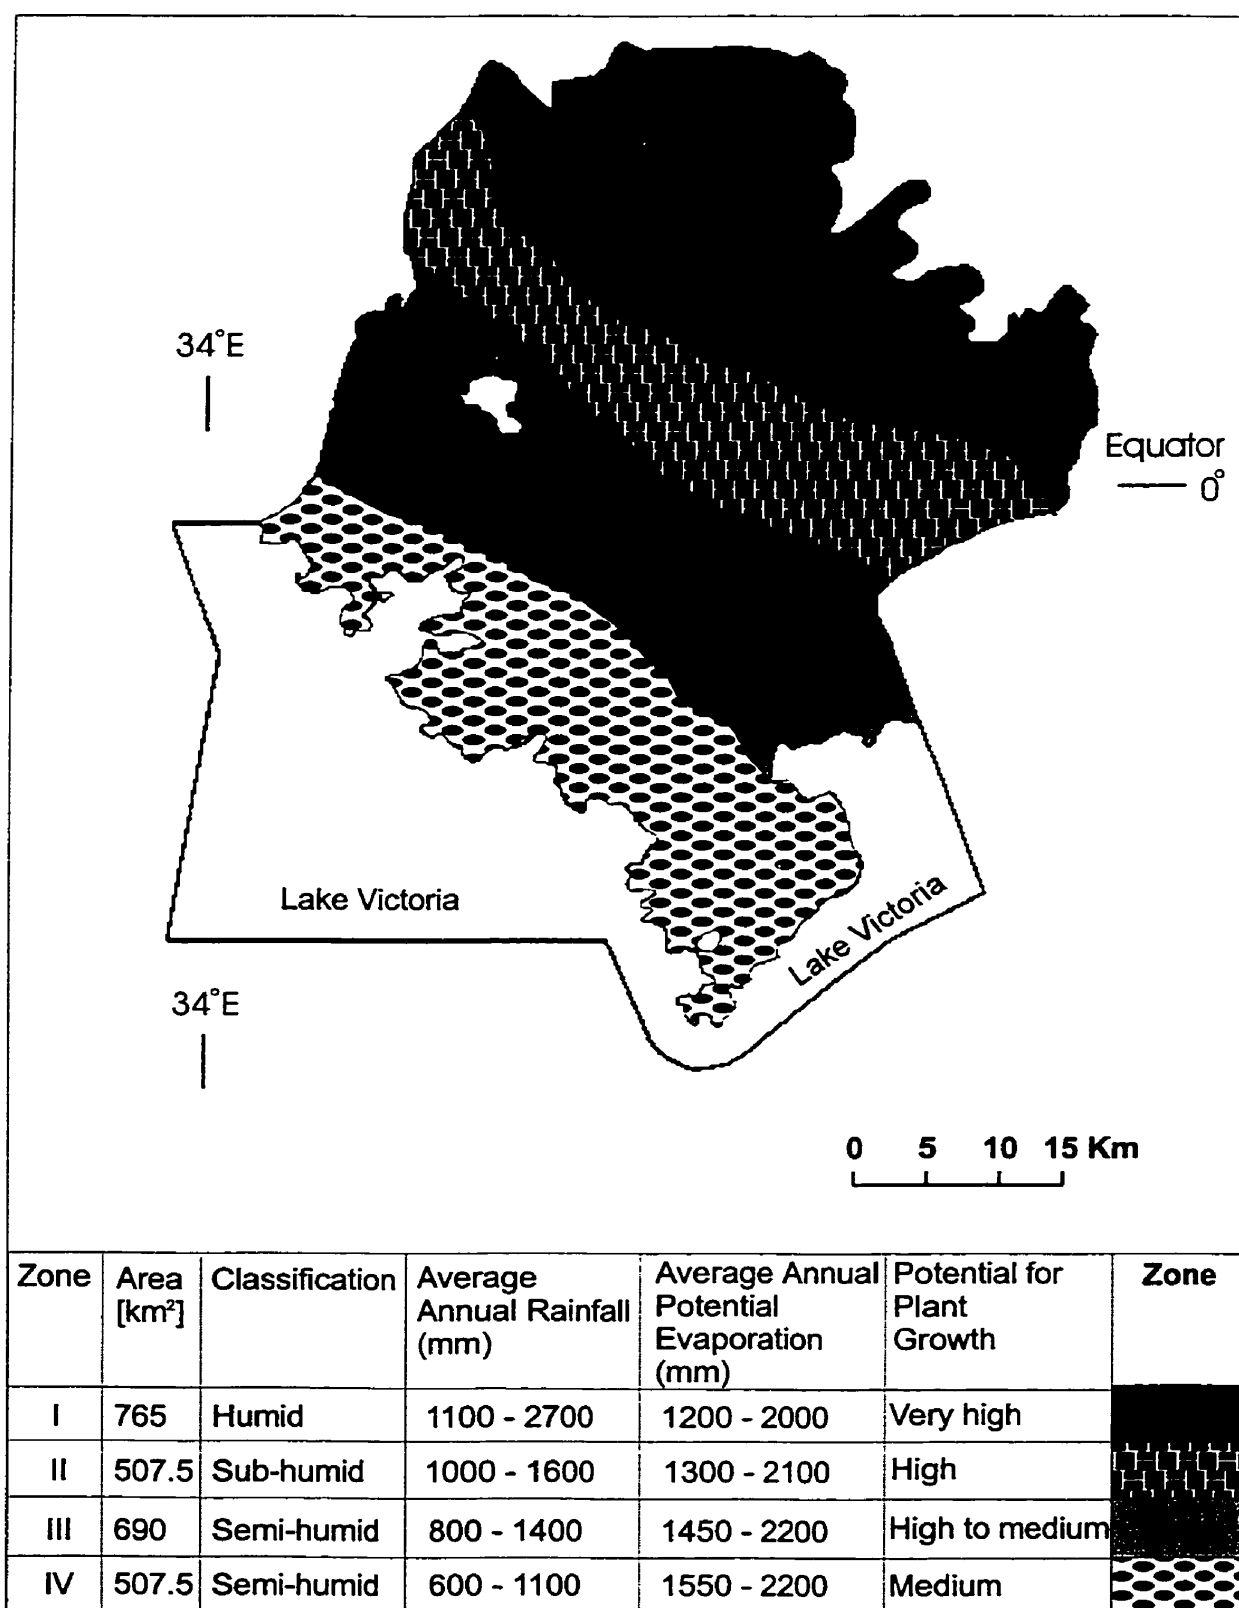 34°E
Equator
0°
Lake Victoria
Lake Victoria
34°E
0 5 10 15 Km
Zone Area [km²] Classification Average Annual Rainfall (mm) Average Annual Potential Evaporation (mm) Potential for Plant Growth Zone
I 765 Humid 1100 - 2700 1200 - 2000 Very high
II 507.5 Sub-humid 1000 - 1600 1300 - 2100 High
III 690 Semi-humid 800 - 1400 1450 - 2200 High to medium
IV 507.5 Semi-humid 600 - 1100 1550 - 2200 Medium